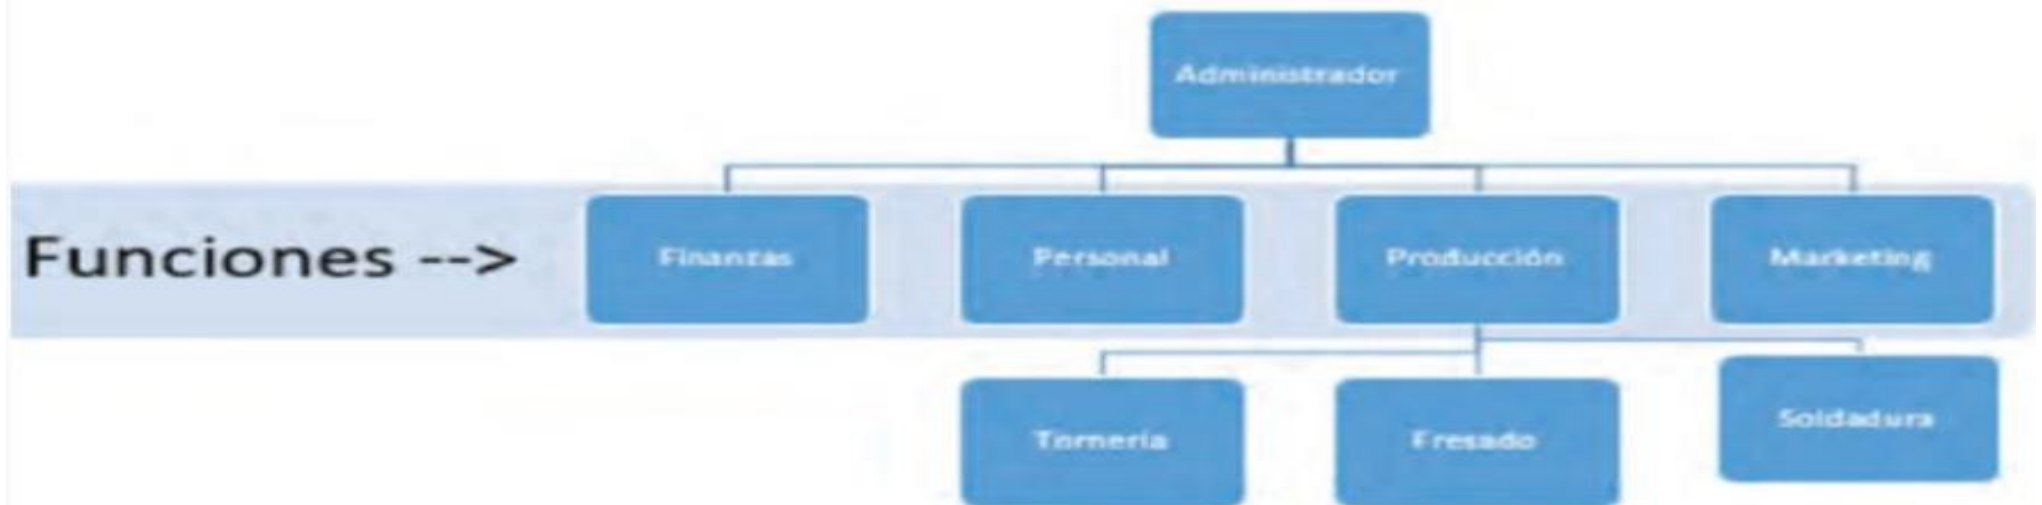 Administrador
Funciones -->
Finanzas
Personal
Producción
Marketing
Tornería
Fresado
Soldadura